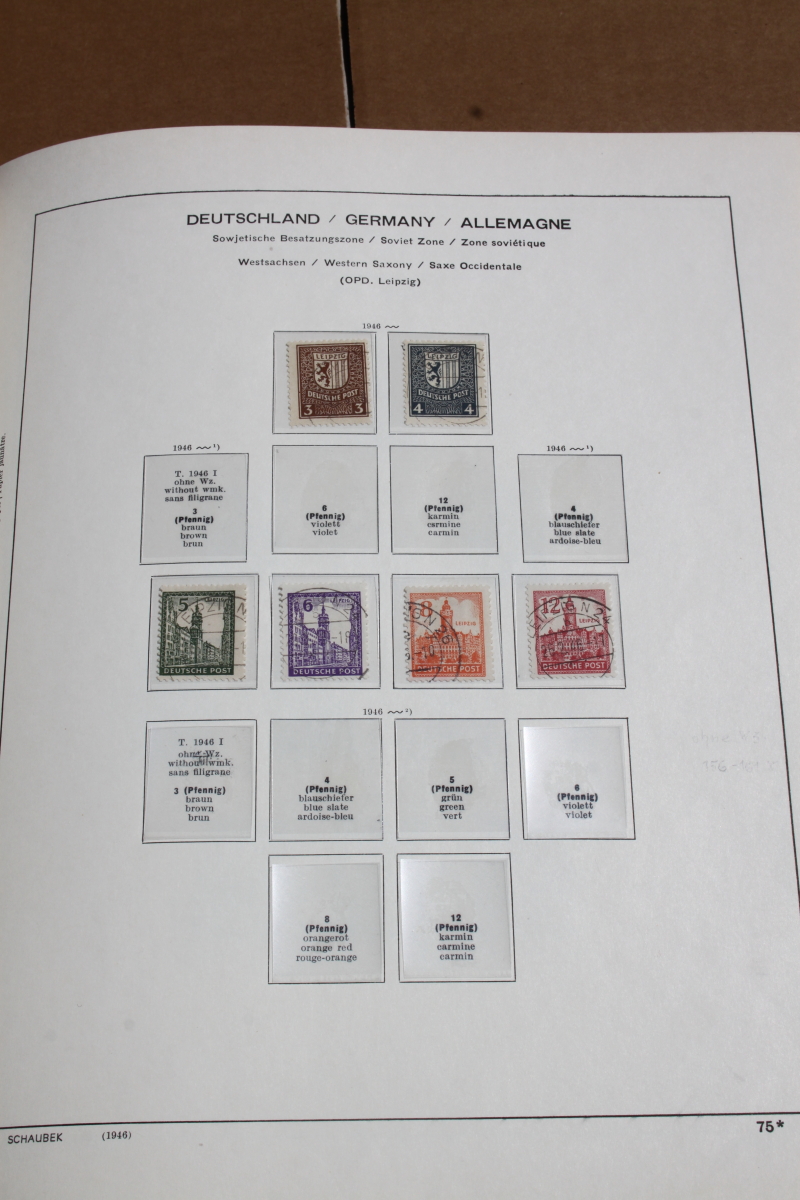 DEUTSCHLAND / GERMANY / ALLEMAGNE
Sowjetische Besatzungszone / Soviet Zone / Zone soviétique
Westsachsen / Western Saxony / Saxe Occidentale
(OPD. Leipzig)
1946
LEIPZIG
DEUTSCHE POST
3 3
LEIPZIG
DEUTSCHE POST
4 4
1946 ¹)
T. 1946 I
ohne Wz.
without wmk.
sans filigrane
3
(Pfennig)
braun
brown
brun
6
(Pfennig)
violett
violet
12
(Pfennig)
karmin
carmine
carmin
1946 ¹)
4
(Pfennig)
blauschiefer
blue slate
ardoise-bleu
5
DEUTSCHE POST
6
LEIPZIG
DEUTSCHE POST
8
LEIPZIG
DEUTSCHE POST
12
LEIPZIG
DEUTSCHE POST
1946 ²)
T. 1946 I
ohne Wz.
without wmk.
sans filigrane
3 (Pfennig)
braun
brown
brun
4
(Pfennig)
blauschiefer
blue slate
ardoise-bleu
5
(Pfennig)
grün
green
vert
6
(Pfennig)
violett
violet
8
(Pfennig)
orangerot
orange red
rouge-orange
12
(Pfennig)
karmin
carmine
carmin
SCHAUBEK (1946)
75*